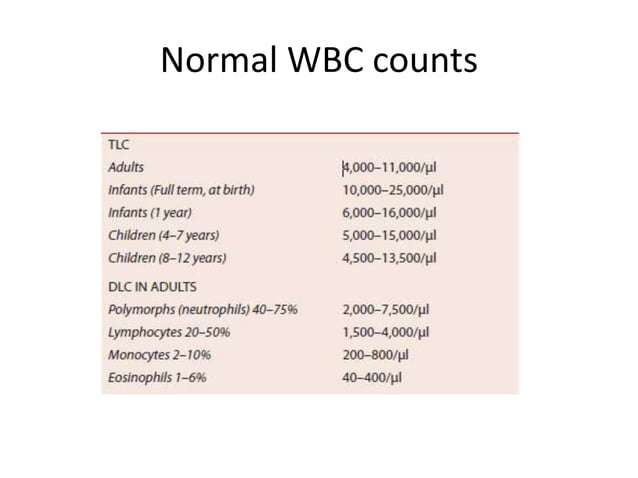 Normal WBC counts
TLC
Adults 4,000–11,000/µl
Infants (Full term, at birth) 10,000–25,000/µl
Infants (1 year) 6,000–16,000/µl
Children (4–7 years) 5,000–15,000/µl
Children (8–12 years) 4,500–13,500/µl
DLC IN ADULTS
Polymorphs (neutrophils) 40–75% 2,000–7,500/µl
Lymphocytes 20–50% 1,500–4,000/µl
Monocytes 2–10% 200–800/µl
Eosinophils 1–6% 40–400/µl